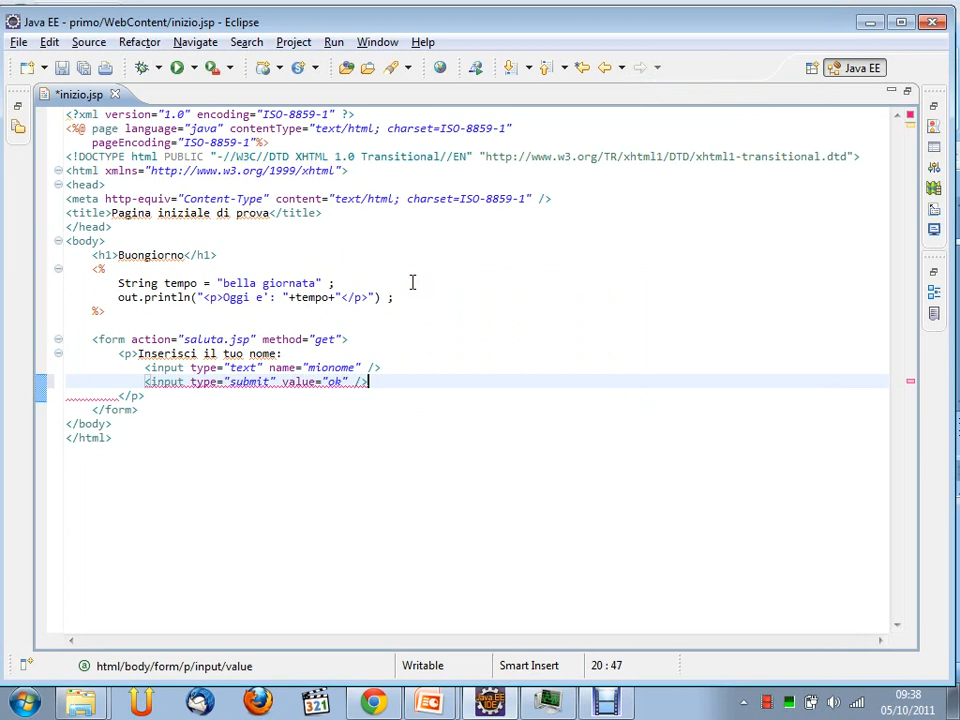 Java EE - primo/WebContent/inizio.jsp - Eclipse
File Edit Source Refactor Navigate Search Project Run Window Help
Java EE
*inizio.jsp
<?xml version="1.0" encoding="ISO-8859-1" ?>
<%@ page language="java" contentType="text/html; charset=ISO-8859-1"
pageEncoding="ISO-8859-1"%>
<!DOCTYPE html PUBLIC "-//W3C//DTD XHTML 1.0 Transitional//EN" "http://www.w3.org/TR/xhtml1/DTD/xhtml1-transitional.dtd">
<html xmlns="http://www.w3.org/1999/xhtml">
<head>
<meta http-equiv="Content-Type" content="text/html; charset=ISO-8859-1" />
<title>Pagina iniziale di prova</title>
</head>
<body>
<h1>Buongiorno</h1>
<%
String tempo = "bella giornata" ;
out.println("<p>Oggi e': "+tempo+"</p>") ;
%>
<form action="saluta.jsp" method="get">
<p>Inserisci il tuo nome:
<input type="text" name="mionome" />
<input type="submit" value="ok" />
</p>
</form>
</body>
</html>
html/body/form/p/input/value
Writable
Smart Insert
20 : 47
321
Java EE
IDE
09:38
05/10/2011